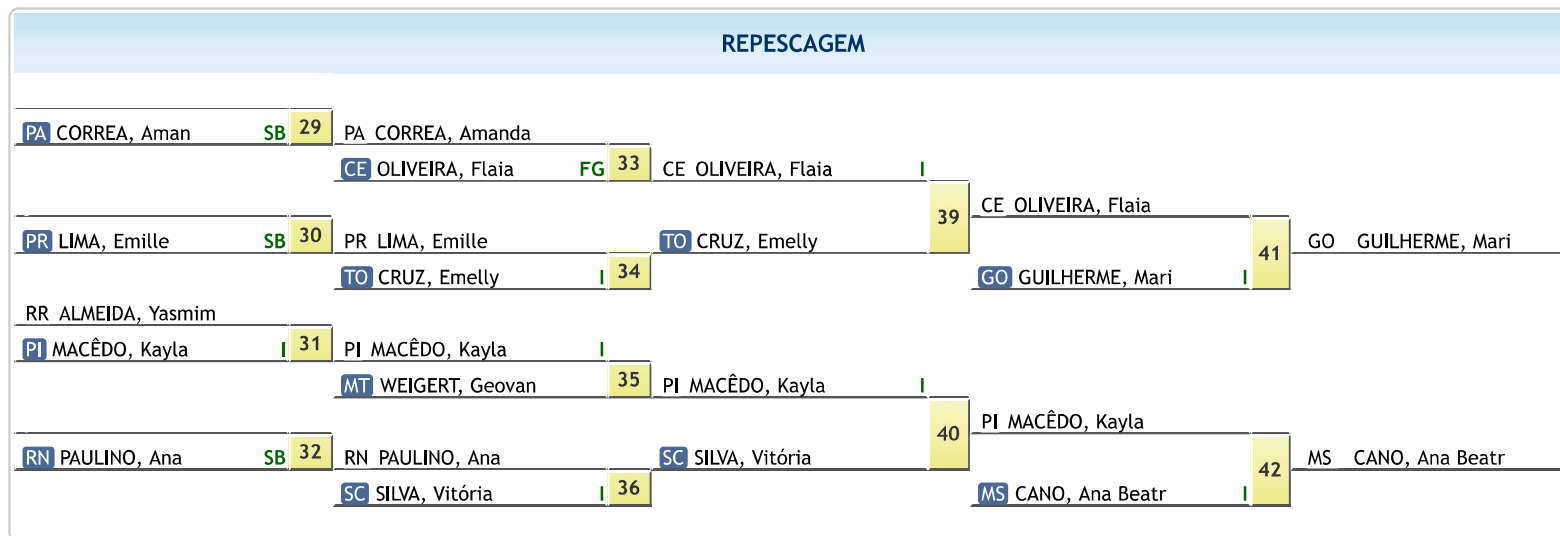 REPESCAGEM
PA CORREA, Aman SB 29 PA CORREA, Amanda
CE OLIVEIRA, Flaia FG 33 CE OLIVEIRA, Flaia I
39 CE OLIVEIRA, Flaia
PR LIMA, Emille SB 30 PR LIMA, Emille TO CRUZ, Emelly
41 GO GUILHERME, Mari
TO CRUZ, Emelly I 34 GO GUILHERME, Mari I
RR ALMEIDA, Yasmim
PI MACÊDO, Kayla I 31 PI MACÊDO, Kayla I
MT WEIGERT, Geovan 35 PI MACÊDO, Kayla I
40 PI MACÊDO, Kayla
RN PAULINO, Ana SB 32 RN PAULINO, Ana SC SILVA, Vitória
42 MS CANO, Ana Beatr
SC SILVA, Vitória I 36 MS CANO, Ana Beatr I